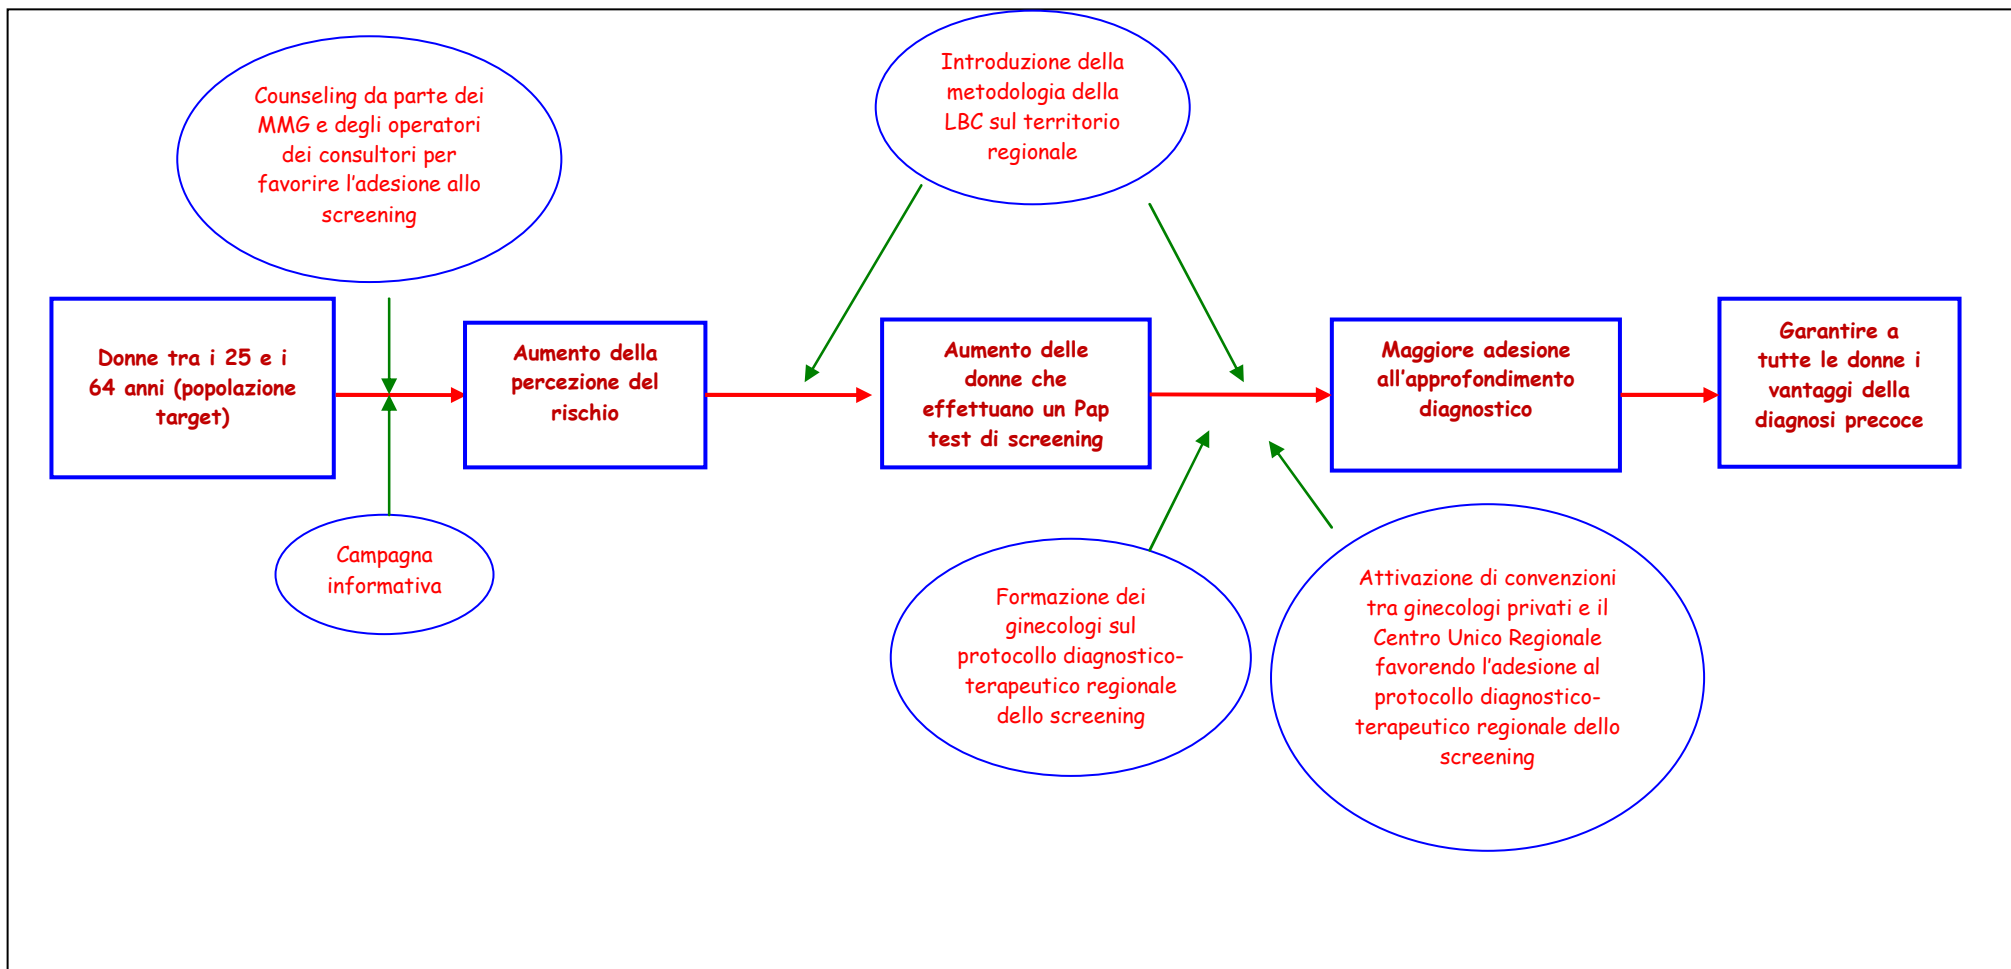 Counseling da parte dei
MMG e degli operatori
dei consultori per
favorire l'adesione allo
screening
Introduzione della
metodologia della
LBC sul territorio
regionale
Donne tra i 25 e i
64 anni (popolazione
target)
Aumento della
percezione del
rischio
Aumento delle
donne che
effettuano un Pap
test di screening
Maggiore adesione
all'approfondimento
diagnostico
Garantire a
tutte le donne i
vantaggi della
diagnosi precoce
Campagna
informativa
Formazione dei
ginecologi sul
protocollo diagnostico-
terapeutico regionale
dello screening
Attivazione di convenzioni
tra ginecologi privati e il
Centro Unico Regionale
favorendo l'adesione al
protocollo diagnostico-
terapeutico regionale dello
screening